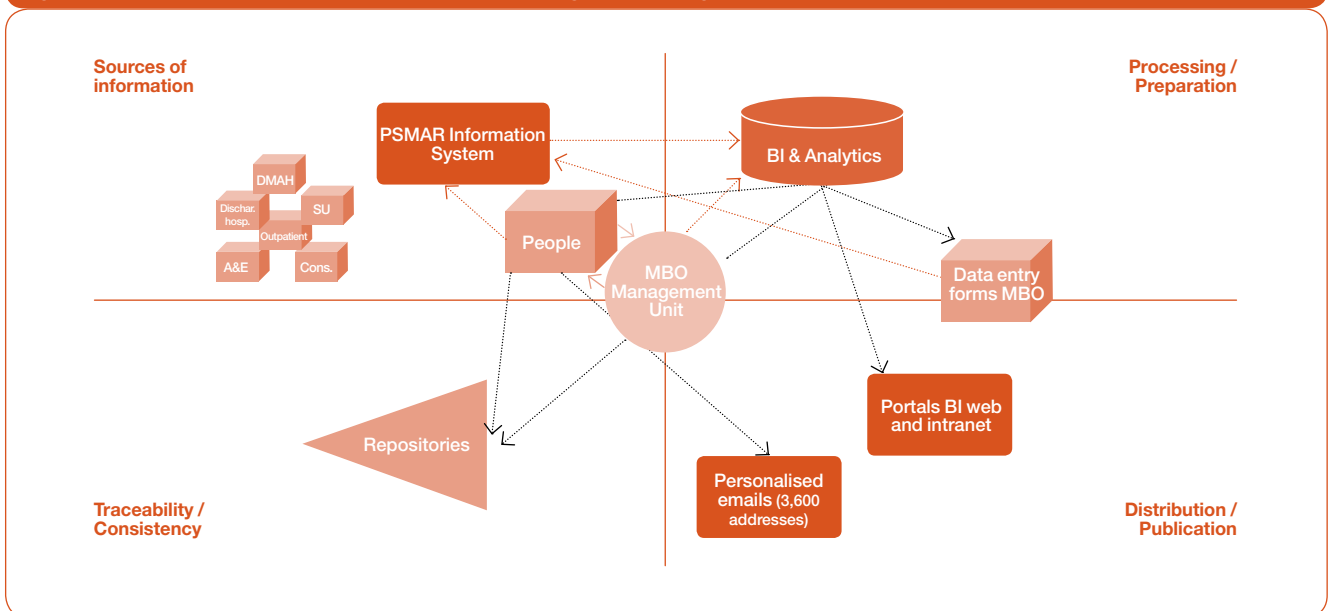 Sources of
information
Processing /
Preparation
PSMAR Information
System
BI & Analytics
DMAH
Dischar.
hosp.
SU
Outpatient
A&E
Cons.
People
MBO
Management
Unit
Data entry
forms MBO
Repositories
Portals BI web
and intranet
Personalised
emails (3,600
addresses)
Traceability /
Consistency
Distribution /
Publication